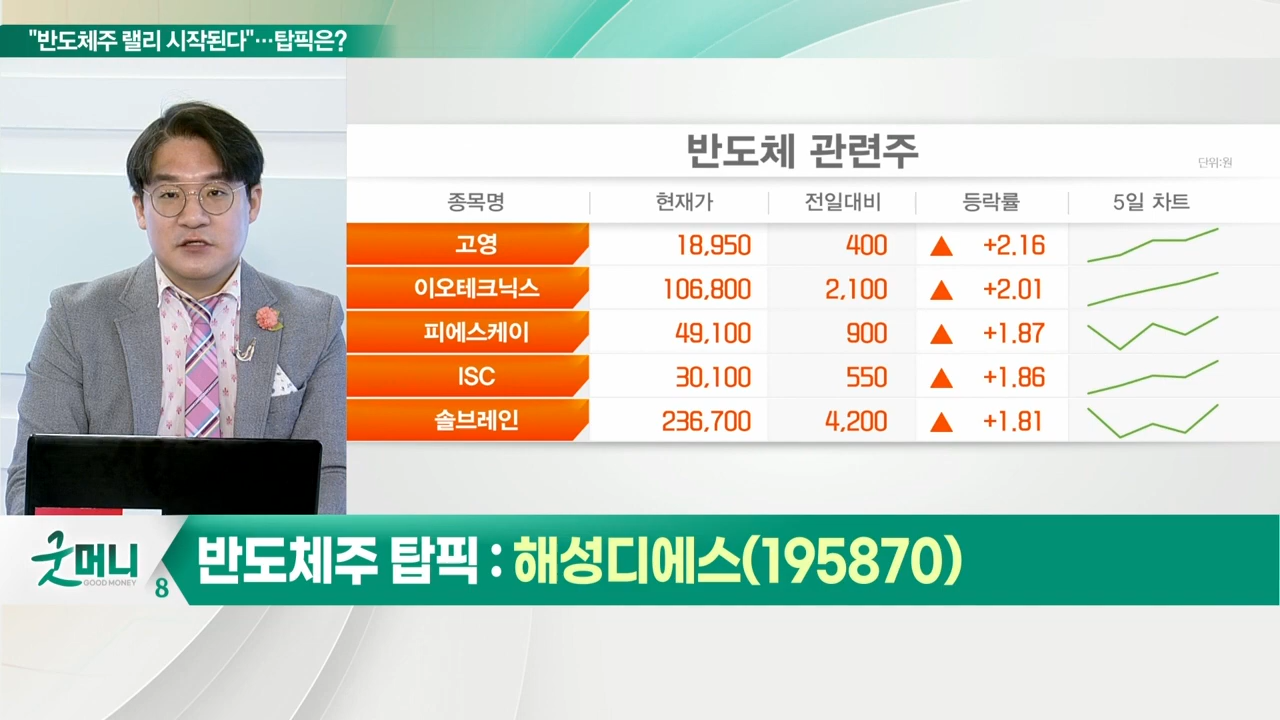 "반도체주 랠리 시작된다"…탑픽은?
반도체 관련주
단위:원
종목명 현재가 전일대비 등락률 5일 차트
고영 18,950 400 ▲ +2.16
이오테크닉스 106,800 2,100 ▲ +2.01
피에스케이 49,100 900 ▲ +1.87
ISC 30,100 550 ▲ +1.86
솔브레인 236,700 4,200 ▲ +1.81
굿머니
GOOD MONEY
8
반도체주 탑픽 : 해성디에스(195870)